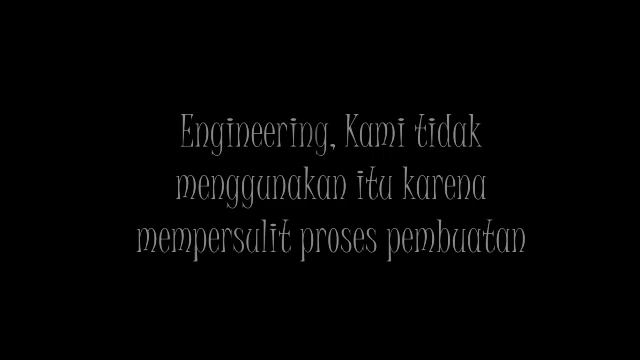 Engineering, Kami tidak
menggunakan itu karena
mempersulit proses pembuatan